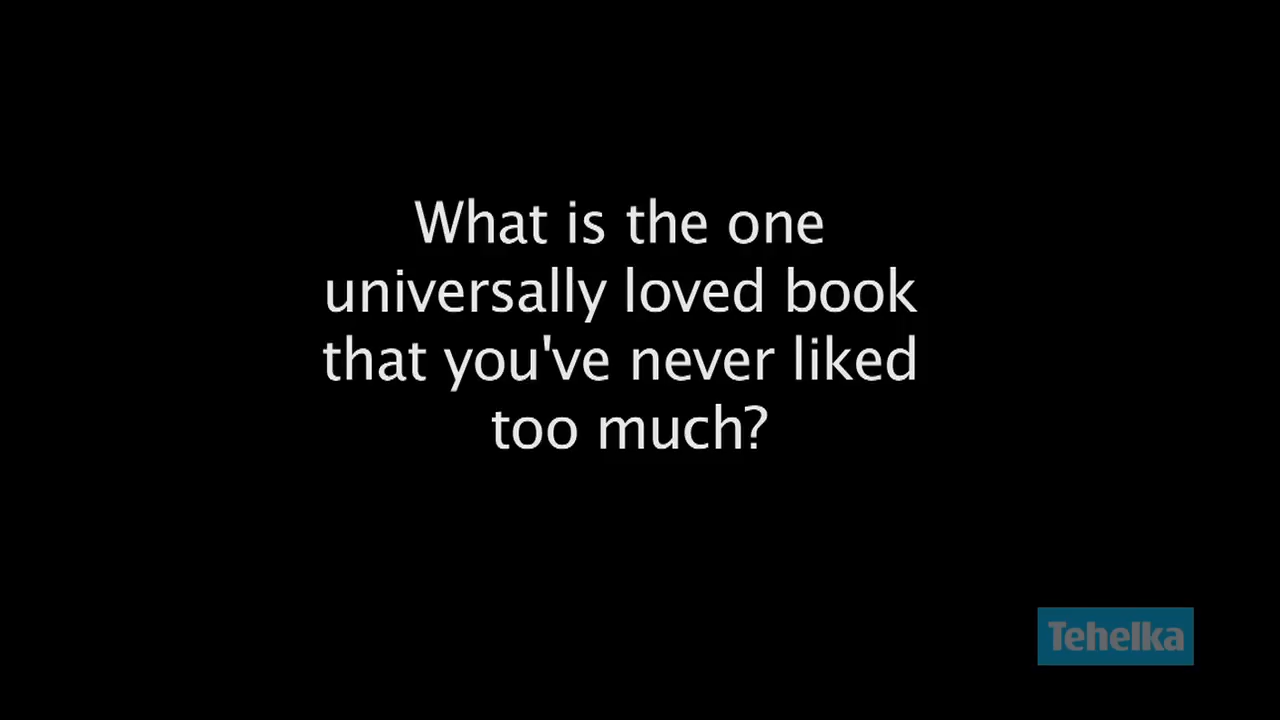 What is the one
universally loved book
that you've never liked
too much?
Tehelka